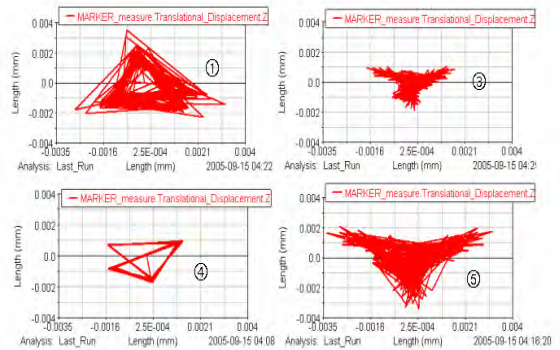 MARKER_measure.Translational_Displacement.Z
Length (mm)
0.004
0.002
0.0
-0.002
-0.004
①
-0.0035 -0.0016 2.5E-004 0.0021 0.004
Analysis: Last_Run Length (mm) 2005-09-15 04:22
MARKER_measure.Translational_Displacement.Z
Length (mm)
0.004
0.002
0.0
-0.002
-0.004
③
-0.0035 -0.0016 2.5E-004 0.0021 0.004
Analysis: Last_Run Length (mm) 2005-09-15 04:2
MARKER_measure.Translational_Displacement.Z
Length (mm)
0.004
0.002
0.0
-0.002
-0.004
④
-0.0035 -0.0016 2.5E-004 0.0021 0.004
Analysis: Last_Run Length (mm) 2005-09-15 04:08
MARKER_measure.Translational_Displacement.Z
Length (mm)
0.004
0.002
0.0
-0.002
-0.004
⑤
-0.0035 -0.0016 2.5E-004 0.0021 0.004
Analysis: Last_Run Length (mm) 2005-09-15 04:16:20